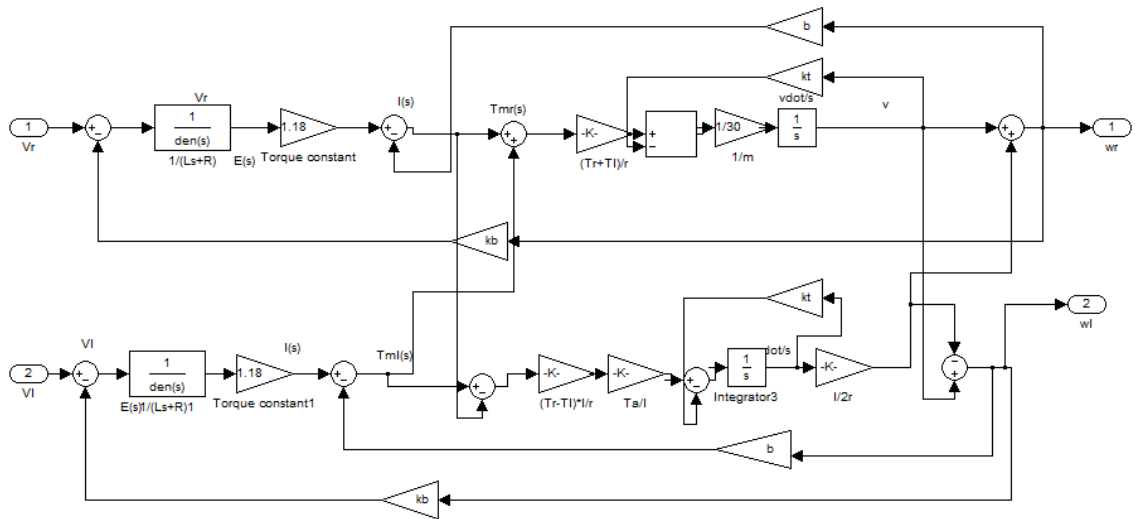 b
kt
vdot/s
v
Vr
I(s)
Tmr(s)
1
Vr
1
den(s)
1/(Ls+R)
E(s)
1.18
Torque constant
-K-
(Tr+Tl)/r
1/30
1/m
1
s
1
wr
kb
kt
2
wl
Vl
I(s)
Tml(s)
dot/s
2
Vl
1
den(s)
E(s)1/(Ls+R)1
1.18
Torque constant1
-K-
(Tr-Tl)*l/r
-K-
Ta/l
1
s
Integrator3
-K-
l/2r
b
kb